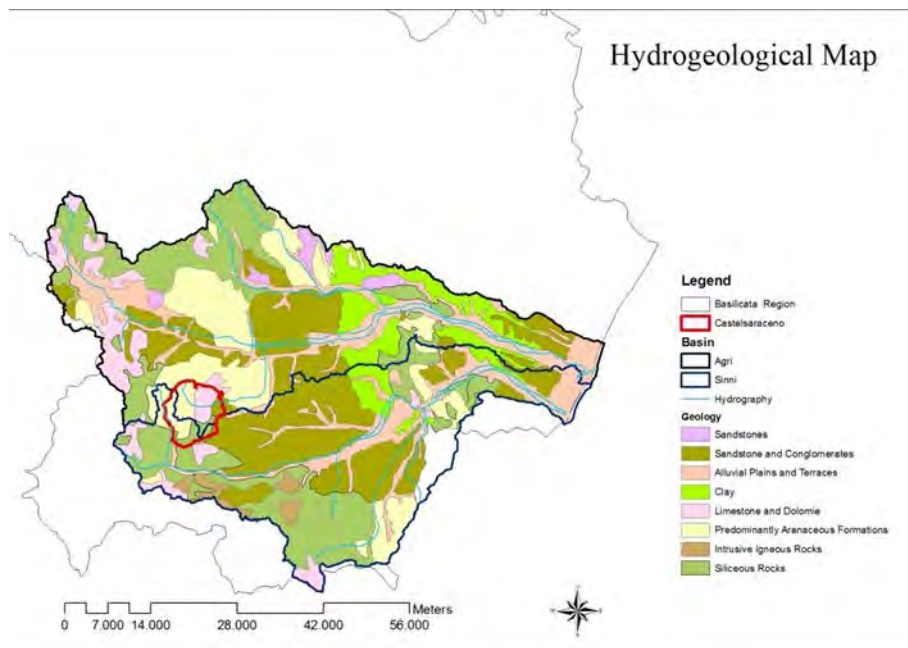 Hydrogeological Map
Legend
Basilicata Region
Castelsaraceno
Basin
Agri
Sinni
Hydrography
Geology
Sandstones
Sandstone and Conglomerates
Alluvial Plains and Terraces
Clay
Limestone and Dolomie
Predominantly Arenaceous Formations
Intrusive Igneous Rocks
Siliceous Rocks
Meters
0 7.000 14.000 28.000 42.000 56.000